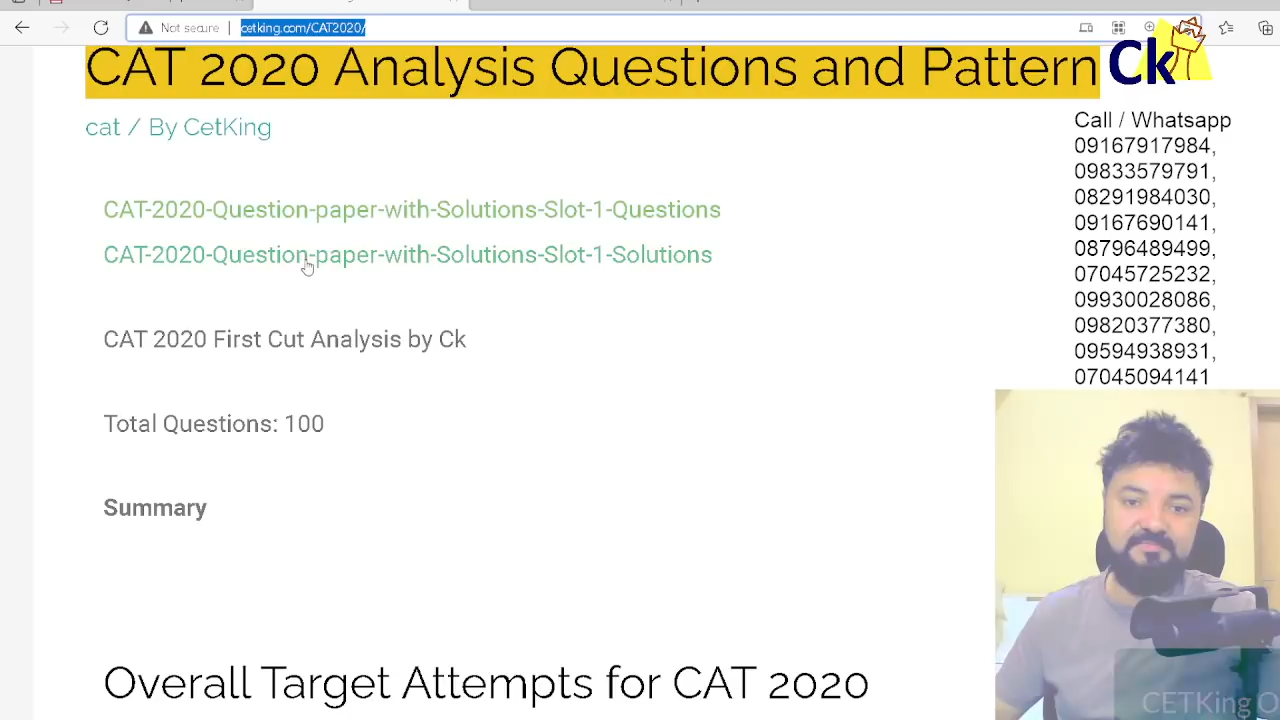 Not secure | cetking.com/CAT2020/
CAT 2020 Analysis Questions and Pattern
Ck
cat / By CetKing
Call / Whatsapp
09167917984,
09833579791,
08291984030,
09167690141,
08796489499,
07045725232,
09930028086,
09820377380,
09594938931,
07045094141
CAT-2020-Question-paper-with-Solutions-Slot-1-Questions
CAT-2020-Question-paper-with-Solutions-Slot-1-Solutions
CAT 2020 First Cut Analysis by Ck
Total Questions: 100
Summary
Overall Target Attempts for CAT 2020
CETKing O